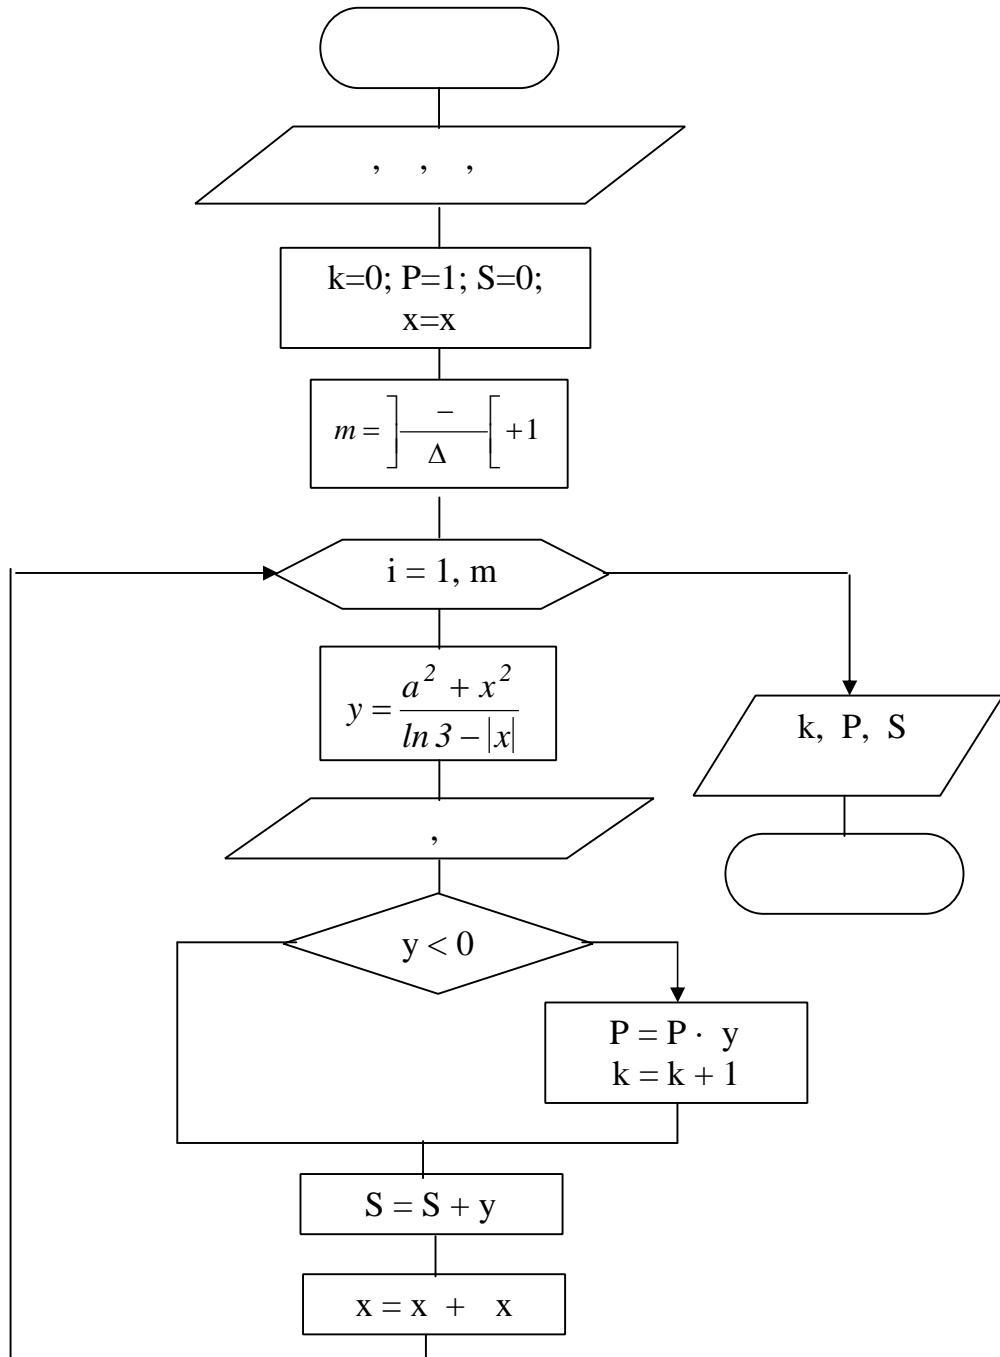 , , ,
k=0; P=1; S=0;
x=x
m = ] - / Δ [ +1
i = 1, m
y = (a² + x²) / (ln 3 − |x|)
k, P, S
,
y < 0
P = P · y
k = k + 1
S = S + y
x = x + x